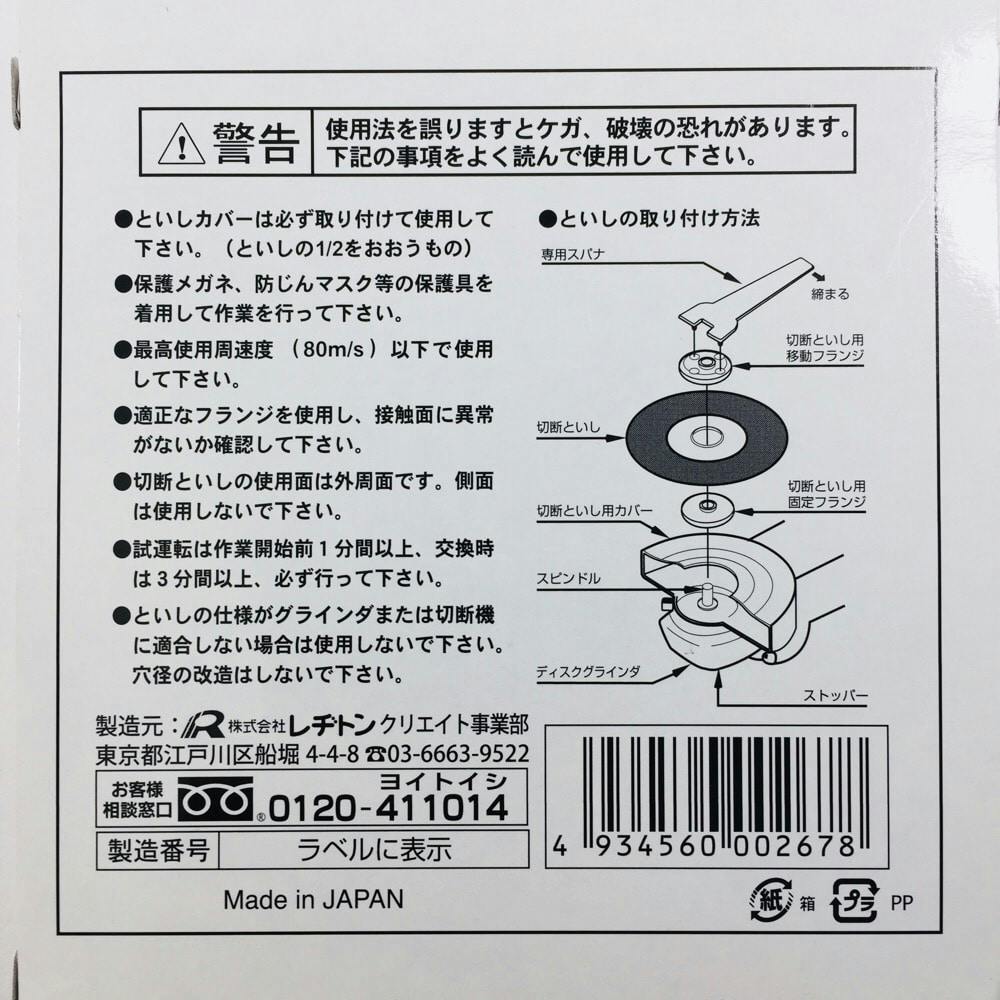 警告
使用法を誤りますとケガ、破壊の恐れがあります。
下記の事項をよく読んで使用して下さい。
●といしカバーは必ず取り付けて使用して
下さい。（といしの1/2をおおうもの）
●保護メガネ、防じんマスク等の保護具を
着用して作業を行って下さい。
●最高使用周速度 （80m/s）以下で使用
して下さい。
●適正なフランジを使用し、接触面に異常
がないか確認して下さい。
●切断といしの使用面は外周面です。側面
は使用しないで下さい。
●試運転は作業開始前1分間以上、交換時
は3分間以上、必ず行って下さい。
●といしの仕様がグラインダまたは切断機
に適合しない場合は使用しないで下さい。
穴径の改造はしないで下さい。
●といしの取り付け方法
専用スパナ
締まる
切断といし用
移動フランジ
切断といし
切断といし用
固定フランジ
切断といし用カバー
スピンドル
ディスクグラインダ
ストッパー
製造元：R 株式会社レヂトン クリエイト事業部
東京都江戸川区船堀 4-4-8 ☎03-6663-9522
お客様
相談窓口
ヨイトイシ
®0120-411014
製造番号 ラベルに表示
4 934560 002678
Made in JAPAN
紙 箱 プラ PP